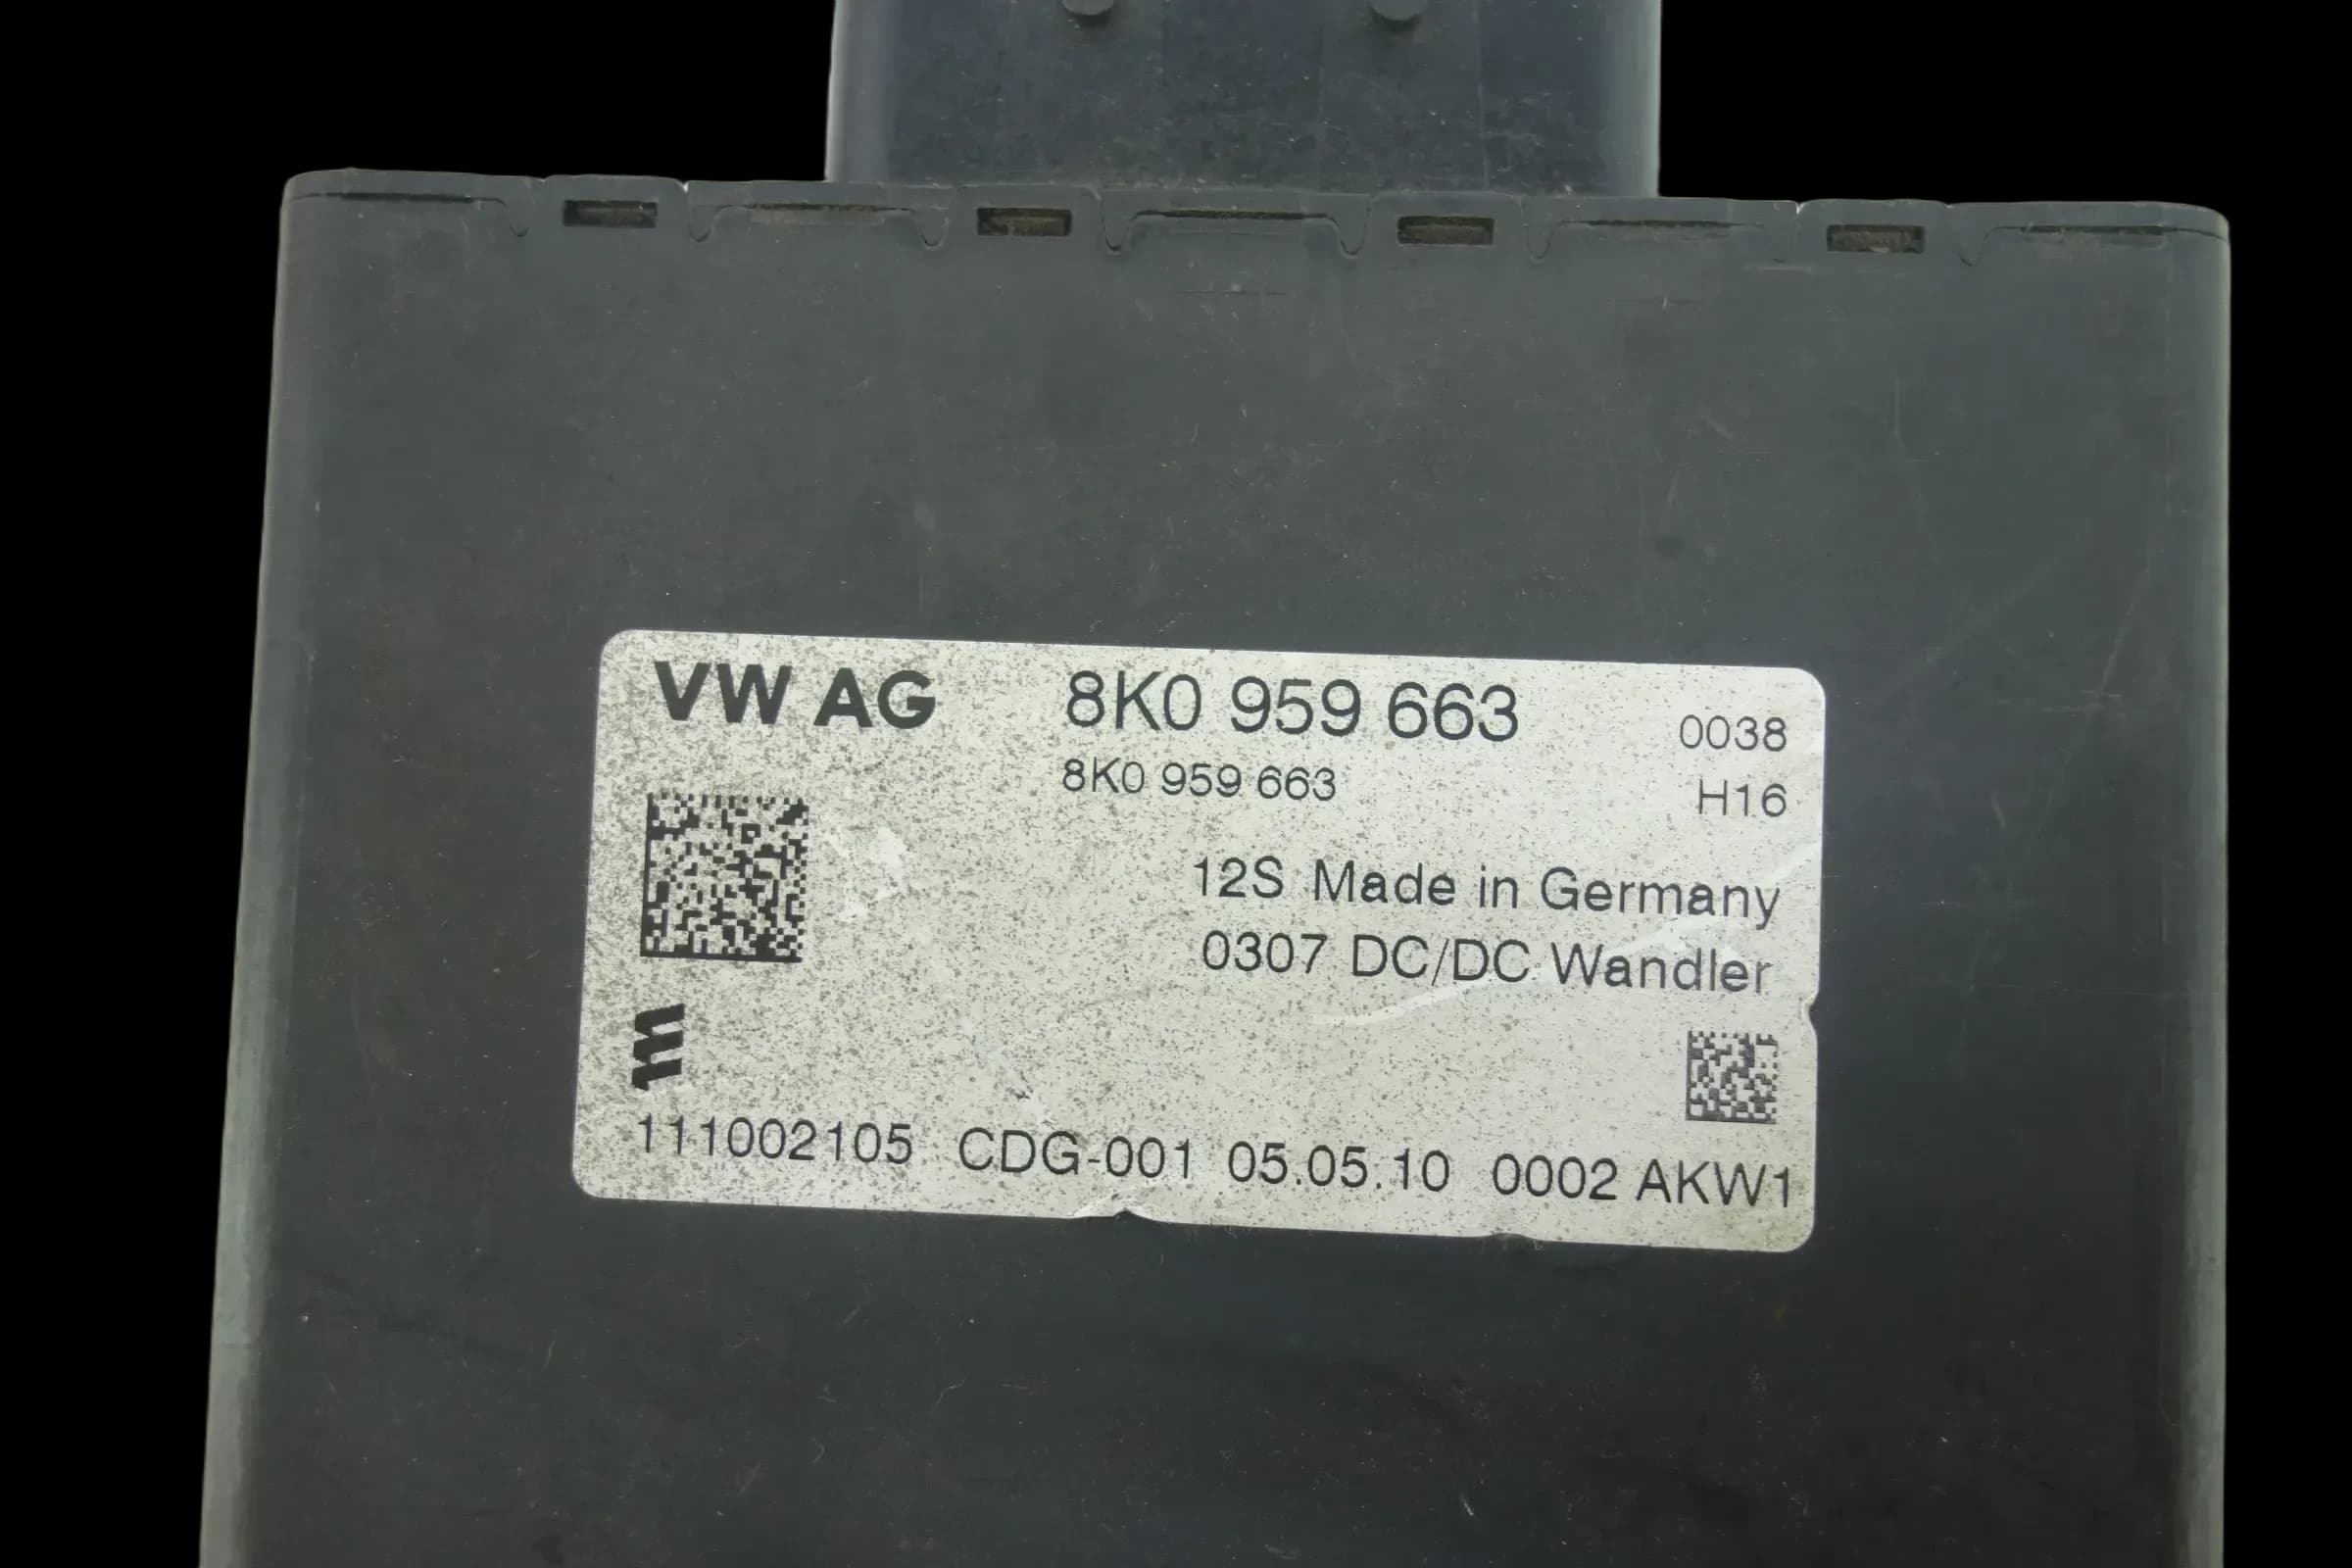 VW AG 8K0 959 663 0038
8K0 959 663 H16
12S Made in Germany
0307 DC/DC Wandler
111002105 CDG-001 05.05.10 0002 AKW1